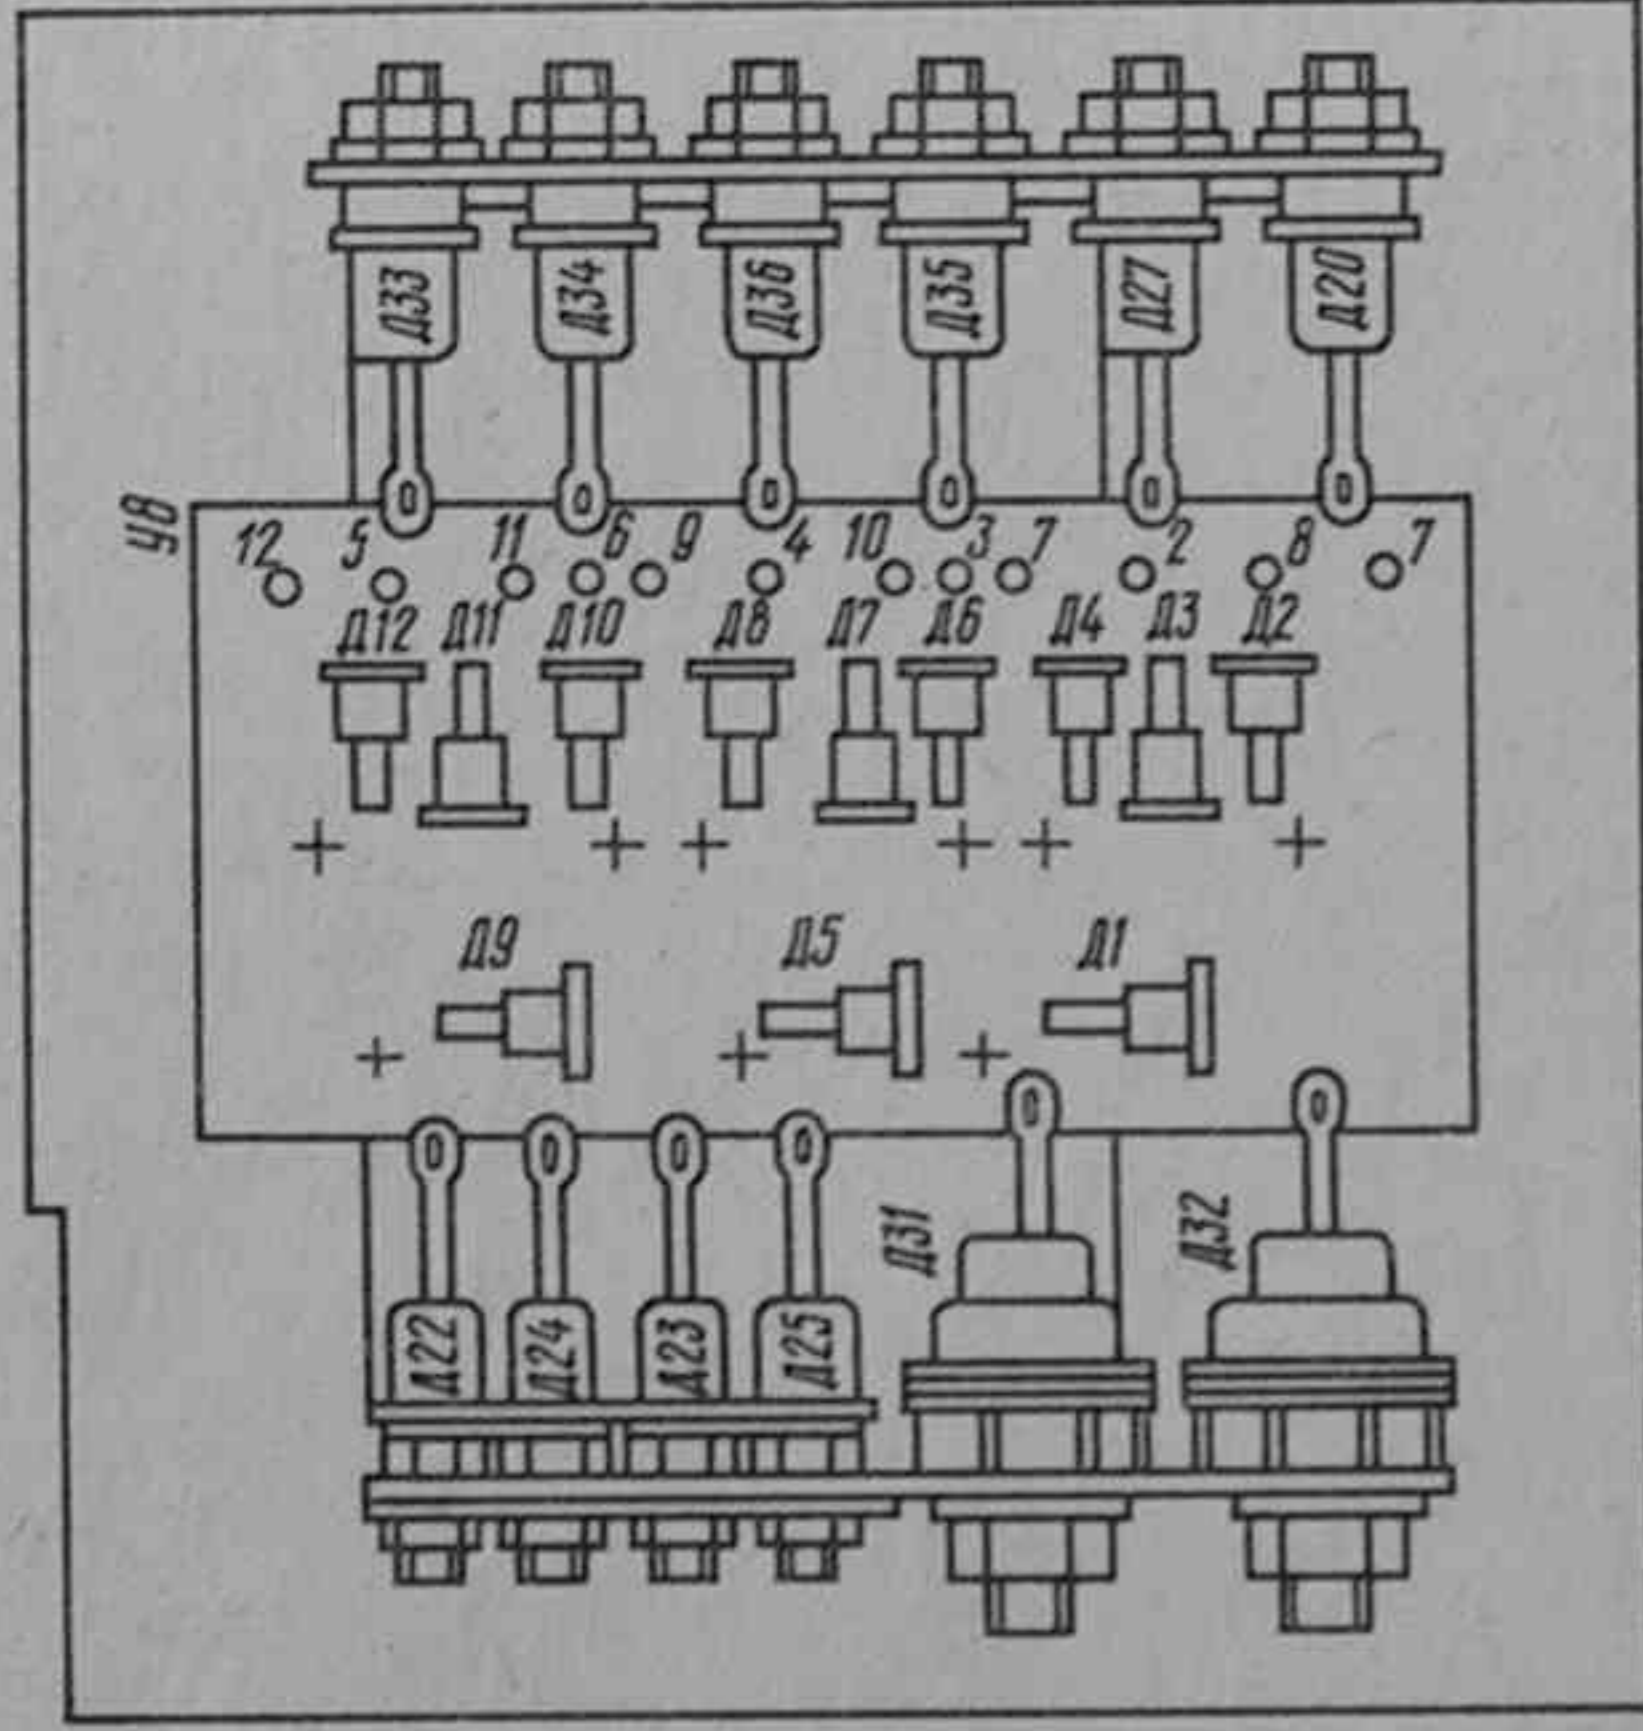 Д33 Д34 Д36 Д35 Д27 Д20
У8
12 5 11 6 9 4 10 3 7 2 8 7
Д12 Д11 Д10 Д8 Д7 Д6 Д4 Д3 Д2
+ + + + + +
Д9 Д5 Д1
+ + +
Д31 Д32
Д22 Д24 Д23 Д25